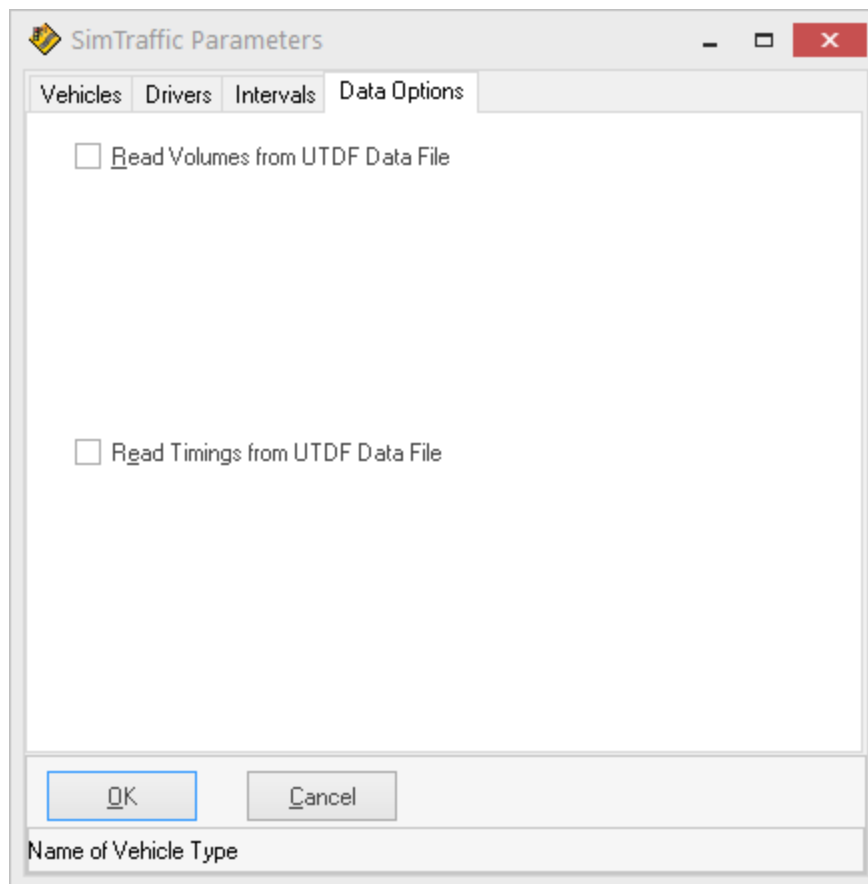 SimTraffic Parameters
Vehicles Drivers Intervals Data Options
Read Volumes from UTDF Data File
Read Timings from UTDF Data File
OK Cancel
Name of Vehicle Type